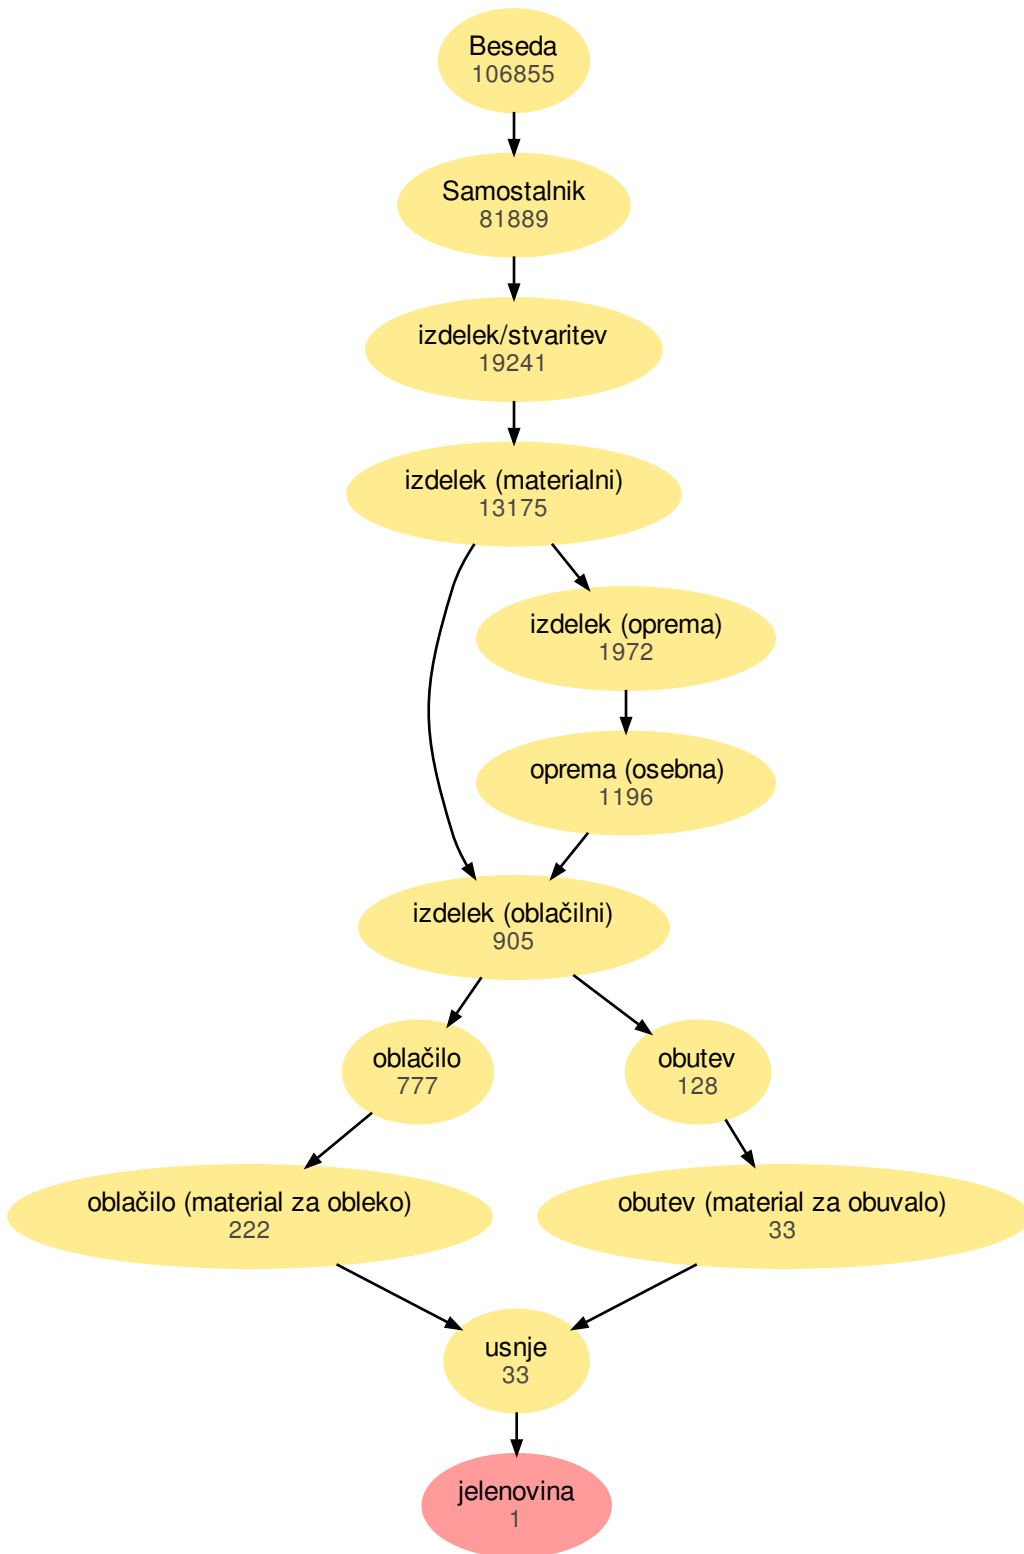 Beseda
106855
Samostalnik
81889
izdelek/stvaritev
19241
izdelek (materialni)
13175
izdelek (oprema)
1972
oprema (osebna)
1196
izdelek (oblačilni)
905
oblačilo
777
obutev
128
oblačilo (material za obleko)
222
obutev (material za obuvalo)
33
usnje
33
jelenovina
1